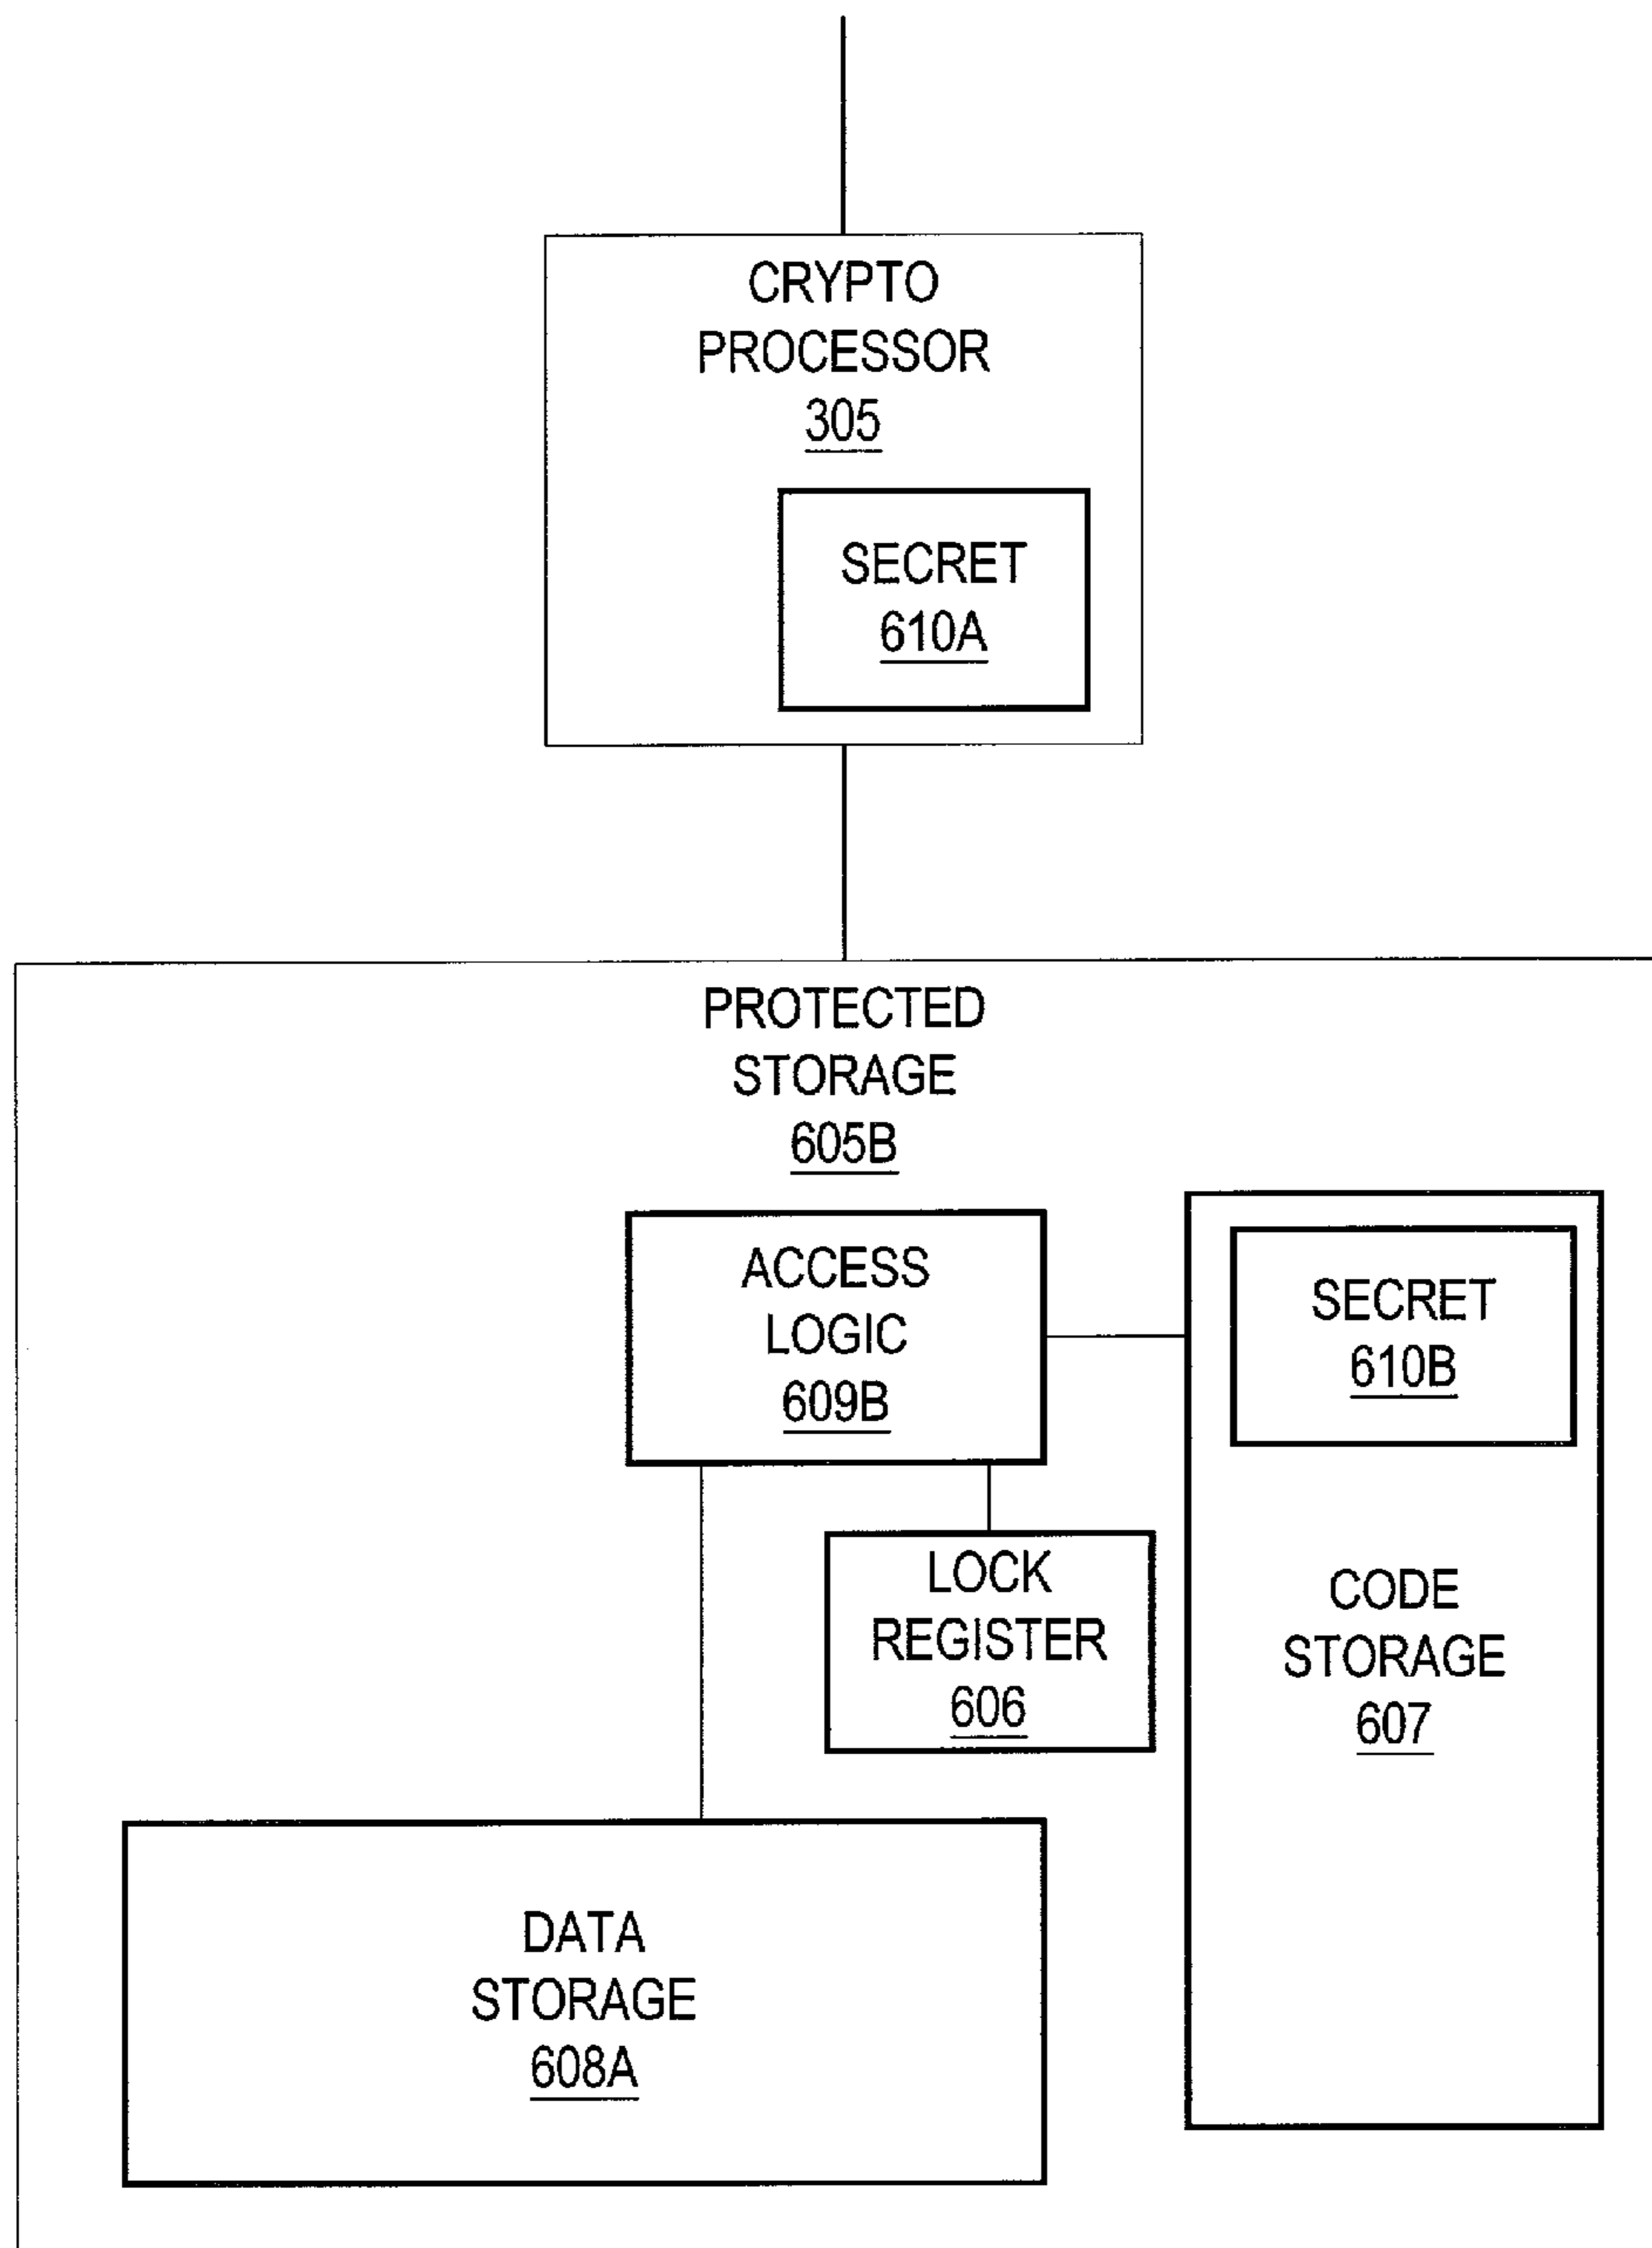 CRYPTO
PROCESSOR
305
SECRET
610A
PROTECTED
STORAGE
605B
ACCESS
LOGIC
609B
SECRET
610B
LOCK
REGISTER
606
CODE
STORAGE
607
DATA
STORAGE
608A